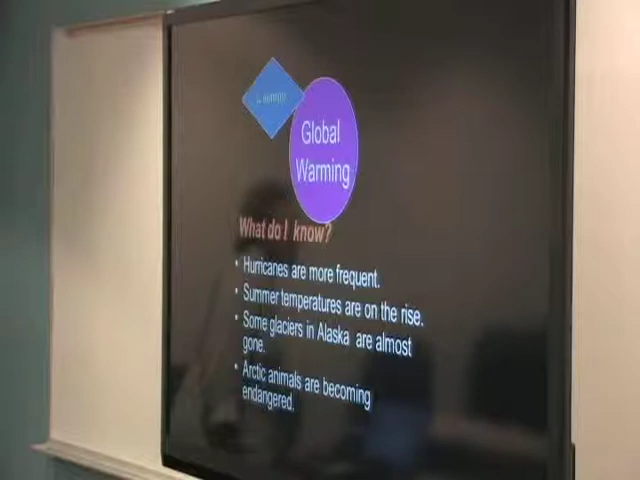 Global
Warming
What do I know?
• Hurricanes are more frequent.
• Summer temperatures are on the rise.
• Some glaciers in Alaska are almost
gone.
• Arctic animals are becoming
endangered.